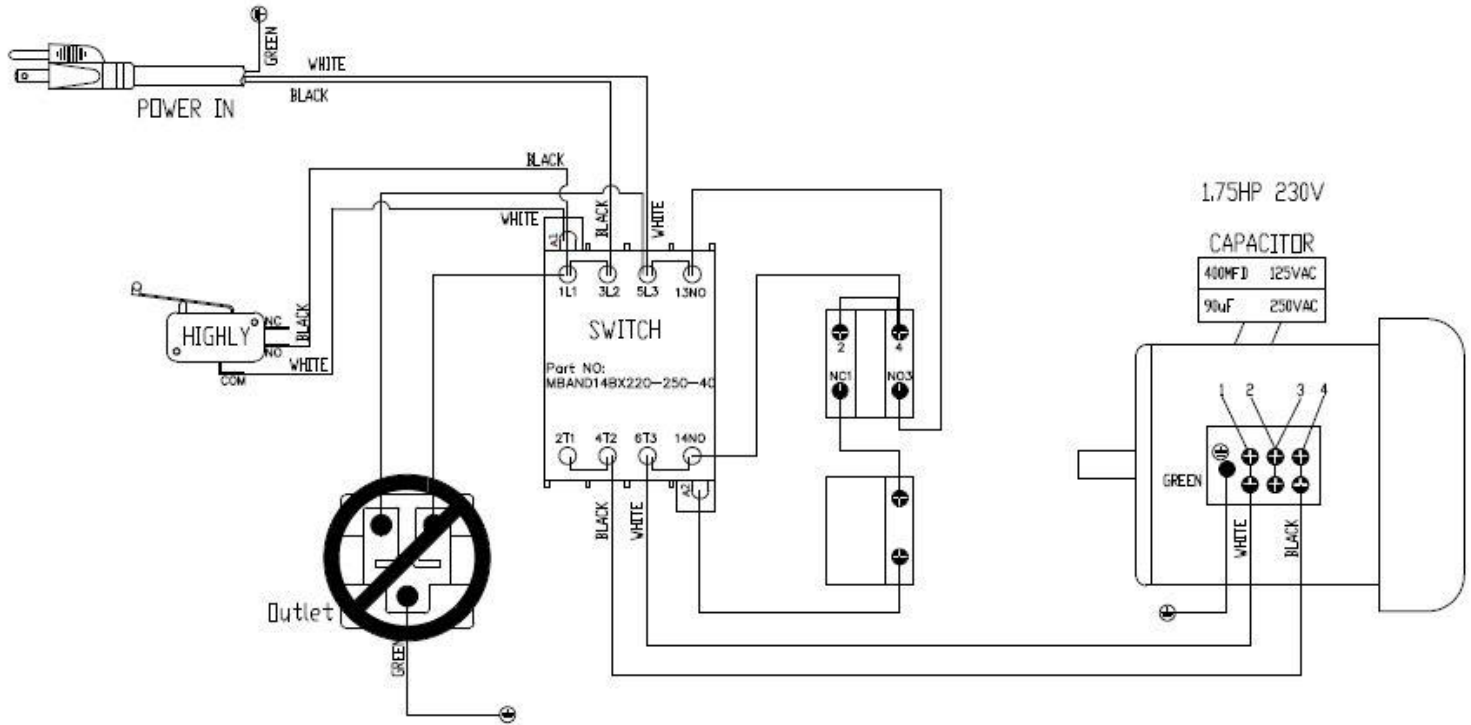 GREEN
WHITE
BLACK
POWER IN
BLACK
WHITE
A1
BLACK
WHITE
1L1 3L2 5L3 13NO
SWITCH
Part NO:
MBAND14BX220-250-40
2T1 4T2 6T3 14NO
A2
BLACK
WHITE
HIGHLY
NC
NO
COM
BLACK
WHITE
Outlet
GREEN
2 4
NC1 NO3
1.75HP 230V
CAPACITOR
400MFD 125VAC
90uF 250VAC
1 2 3 4
GREEN
WHITE
BLACK